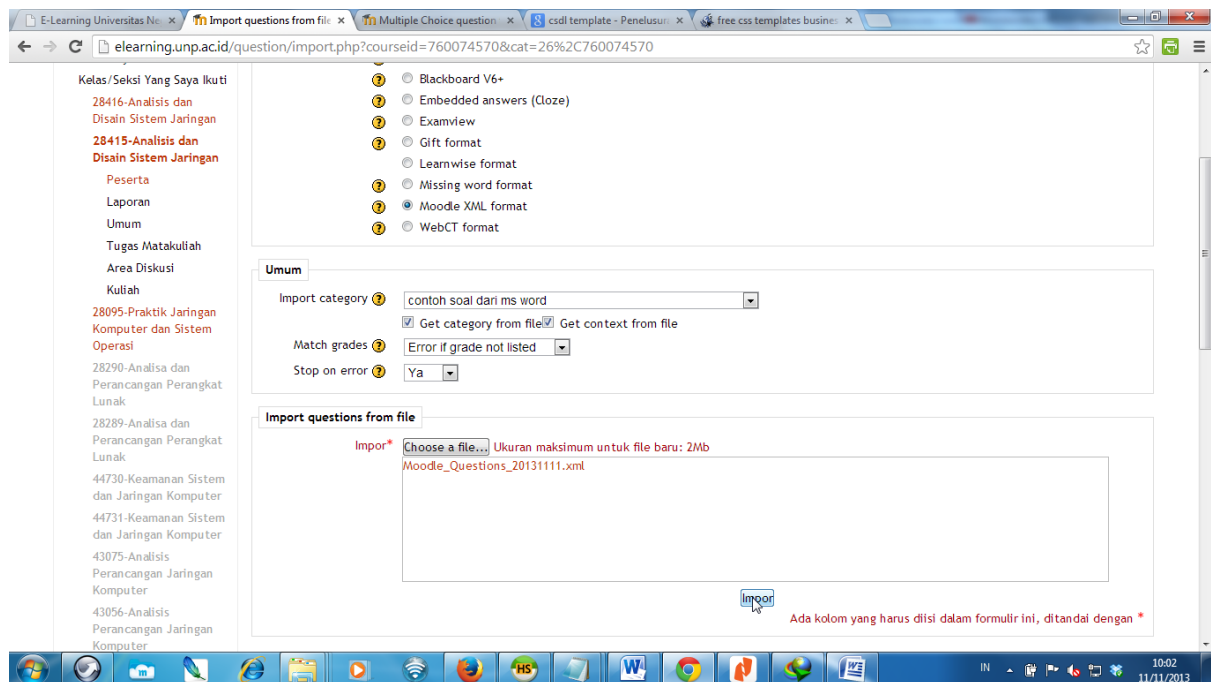 E-Learning Universitas Ne
Import questions from file
Multiple Choice question
csdl template - Penelusur
free css templates busines
elearning.unp.ac.id/question/import.php?courseid=760074570&cat=26%2C760074570
Kelas/Seksi Yang Saya Ikuti
28416-Analisis dan
Disain Sistem Jaringan
28415-Analisis dan
Disain Sistem Jaringan
Peserta
Laporan
Umum
Tugas Matakuliah
Area Diskusi
Kuliah
28095-Praktik Jaringan
Komputer dan Sistem
Operasi
28290-Analisa dan
Perancangan Perangkat
Lunak
28289-Analisa dan
Perancangan Perangkat
Lunak
44730-Keamanan Sistem
dan Jaringan Komputer
44731-Keamanan Sistem
dan Jaringan Komputer
43075-Analisis
Perancangan Jaringan
Komputer
43056-Analisis
Perancangan Jaringan
Komputer
Blackboard V6+
Embedded answers (Cloze)
Examview
Gift format
Learnwise format
Missing word format
Moodle XML format
WebCT format
Umum
Import category
contoh soal dari ms word
Get category from file Get context from file
Match grades Error if grade not listed
Stop on error Ya
Import questions from file
Impor* Choose a file... Ukuran maksimum untuk file baru: 2Mb
Moodle_Questions_20131111.xml
Impor
Ada kolom yang harus diisi dalam formulir ini, ditandai dengan *
HS
IN
10:02
11/11/2013